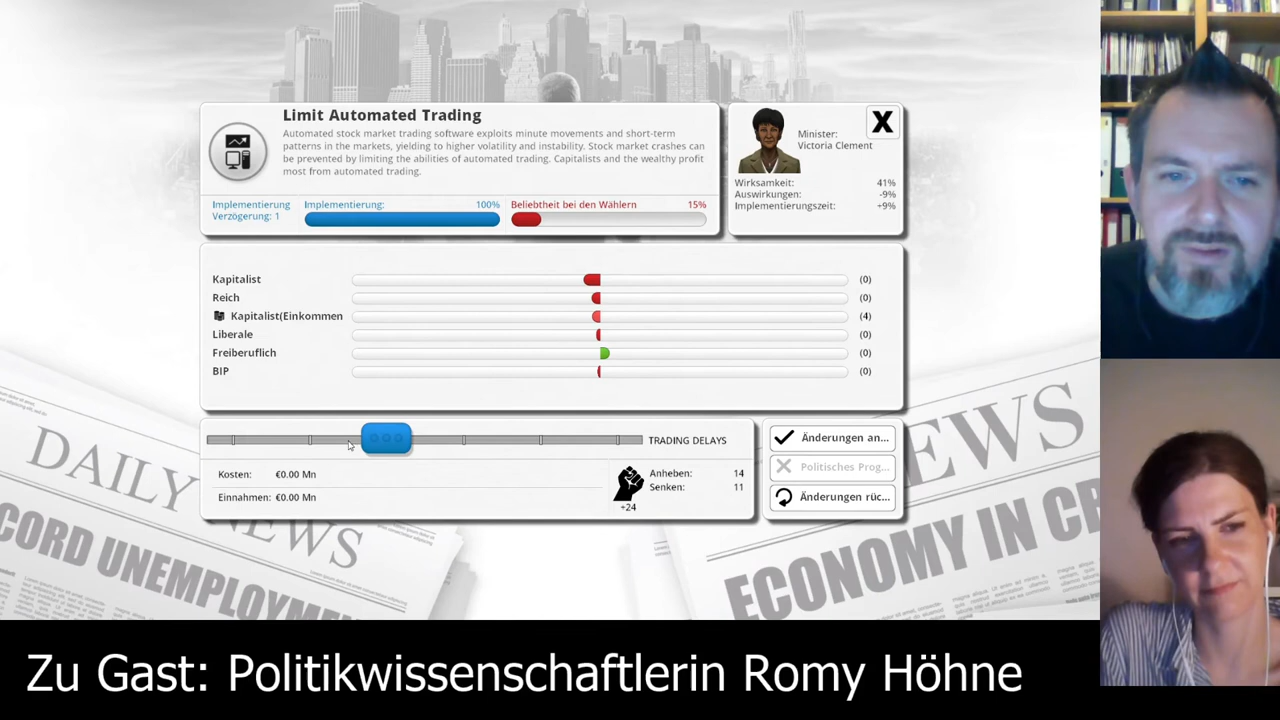 Limit Automated Trading
Automated stock market trading software exploits minute movements and short-term
patterns in the markets, yielding to higher volatility and instability. Stock market crashes can
be prevented by limiting the abilities of automated trading. Capitalists and the wealthy profit
most from automated trading.
Implementierung
Verzögerung: 1
Implementierung: 100%
Beliebtheit bei den Wählern 15%
X
Minister:
Victoria Clement
Wirksamkeit: 41%
Auswirkungen: -9%
Implementierungszeit: +9%
Kapitalist (0)
Reich (0)
Kapitalist(Einkommen (4)
Liberale (0)
Freiberuflich (0)
BIP (0)
TRADING DELAYS
Kosten: €0.00 Mn
Einnahmen: €0.00 Mn
+24
Anheben: 14
Senken: 11
Änderungen an...
Politisches Prog...
Änderungen rüc...
DAILY NEWS
CORD UNEMPLOYM
NEWS
ECONOMY IN CR
Zu Gast: Politikwissenschaftlerin Romy Höhne